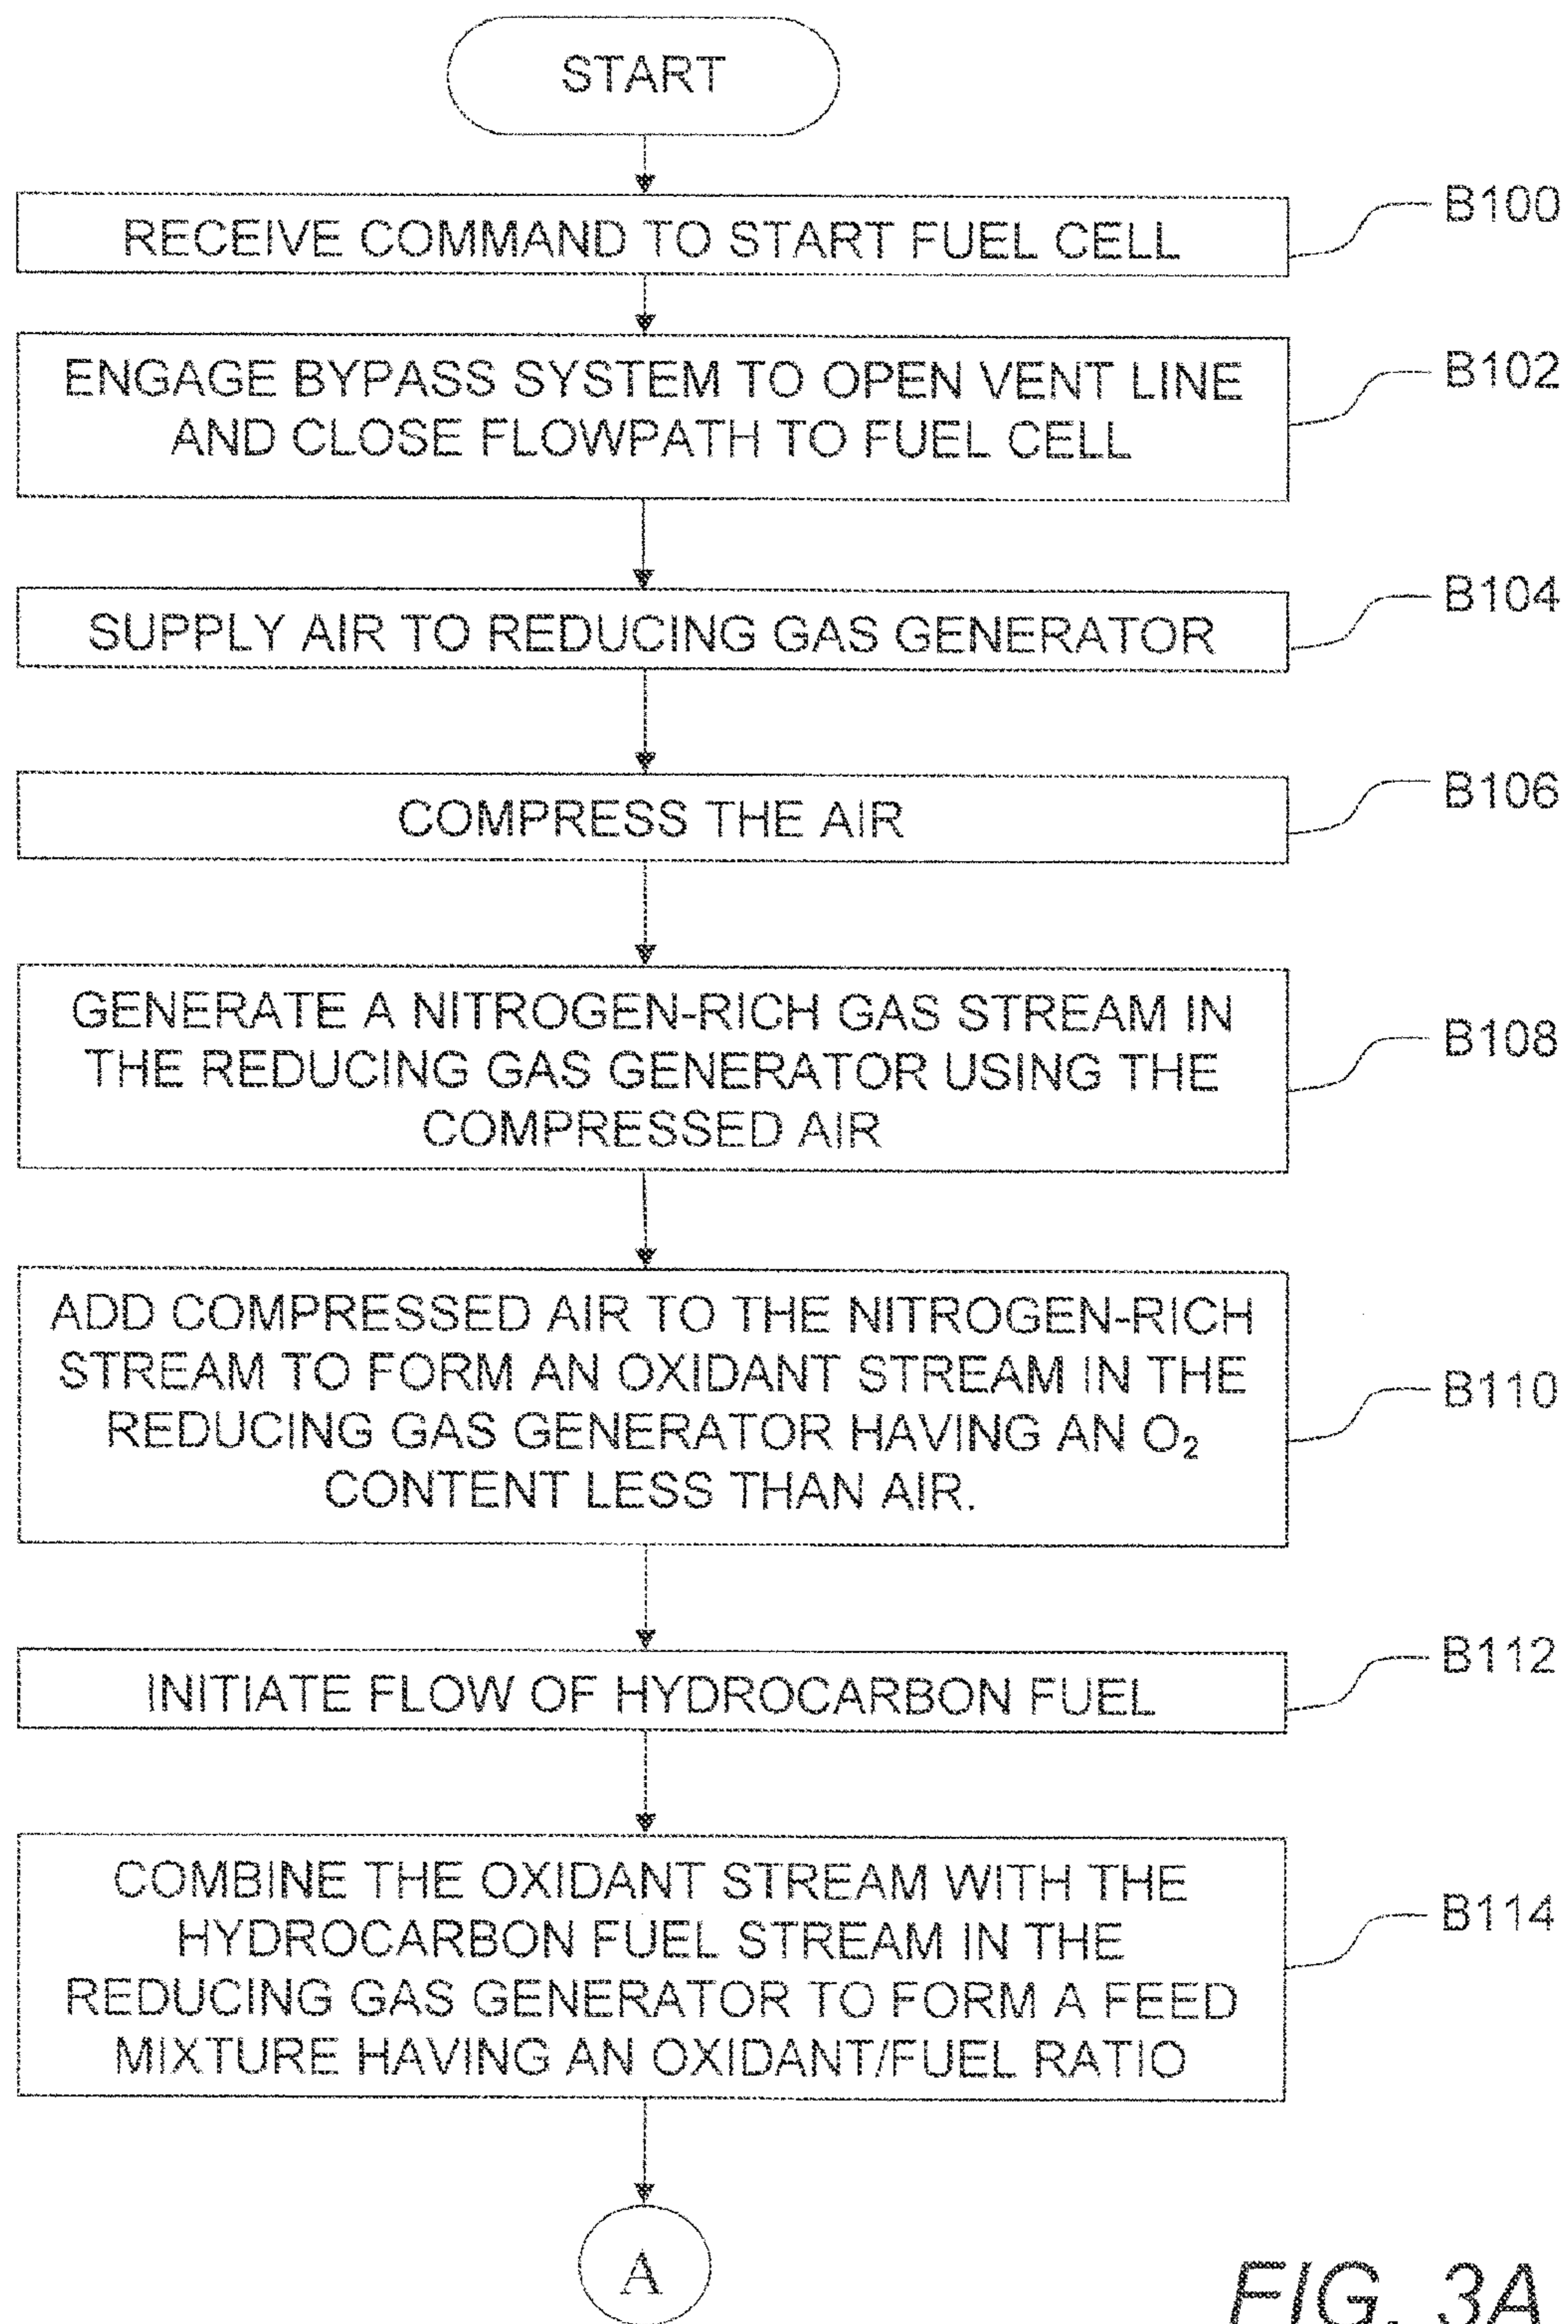 START
RECEIVE COMMAND TO START FUEL CELL
B100
ENGAGE BYPASS SYSTEM TO OPEN VENT LINE
AND CLOSE FLOWPATH TO FUEL CELL
B102
SUPPLY AIR TO REDUCING GAS GENERATOR
B104
COMPRESS THE AIR
B106
GENERATE A NITROGEN-RICH GAS STREAM IN
THE REDUCING GAS GENERATOR USING THE
COMPRESSED AIR
B108
ADD COMPRESSED AIR TO THE NITROGEN-RICH
STREAM TO FORM AN OXIDANT STREAM IN THE
REDUCING GAS GENERATOR HAVING AN O₂
CONTENT LESS THAN AIR.
B110
INITIATE FLOW OF HYDROCARBON FUEL
B112
COMBINE THE OXIDANT STREAM WITH THE
HYDROCARBON FUEL STREAM IN THE
REDUCING GAS GENERATOR TO FORM A FEED
MIXTURE HAVING AN OXIDANT/FUEL RATIO
B114
A
FIG. 3A